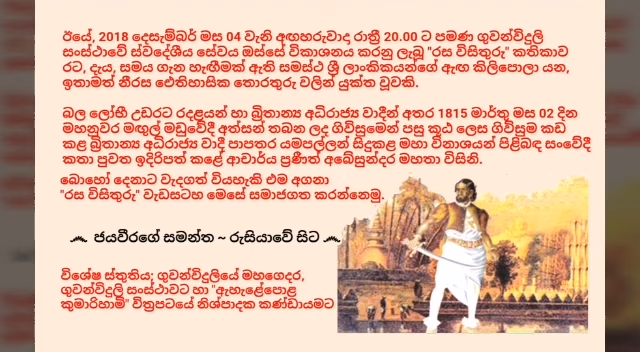 ඊයේ, 2018 දෙසැම්බර් මස 04 වැනි අඟහරුවාදා රාත්‍රී 20.00 ට පමණ ගුවන්විදුලි
සංස්ථාවේ ස්වදේශීය සේවය ඔස්සේ විකාශනය කරනු ලැබූ "රස විසිතුරු" කතිකාව
රට, දැය, සමය ගැන හැඟීමක් ඇති සමස්ථ ශ්‍රී ලාංකිකයන්ගේ ඇඟ කිලිපොලා යන,
ඉතාමත් නීරස ඓතිහාසික තොරතුරු වලින් යුක්ත වූවකි.
බල ලෝභී උඩරට රදළයන් හා බ්‍රිතාන්‍ය අධිරාජ්‍ය වාදීන් අතර 1815 මාර්තු මස 02 දින
මහනුවර මඟුල් මඩුවේදී අත්සන් තබන ලද ගිවිසුමෙන් පසු කූඨ ලෙස ගිවිසුම කඩ
කළ බ්‍රිතාන්‍ය අධිරාජ්‍ය වාදී පාපතර යමපල්ලන් සිදුකළ මහා විනාශයන් පිළිබඳ සංවේදී
කතා පුවත ඉදිරිපත් කළේ ආචාර්ය ප්‍රණීත් අබේසුන්දර මහතා විසිනි.
බොහෝ දෙනාට වැදගත් වියහැකි එම අගනා
"රස විසිතුරු" වැඩසටහ මෙසේ සමාජගත කරන්නෙමු.
ජයවීරගේ සමන්ත ~ රුසියාවේ සිට
විශේෂ ස්තූතිය; ගුවන්විදුලියේ මහගෙදර,
ගුවන්විදුලි සංස්ථාවට හා "ඇහැළේපොළ
කුමාරිහාමි" චිත්‍රපටයේ නිශ්පාදක කණ්ඩායමට